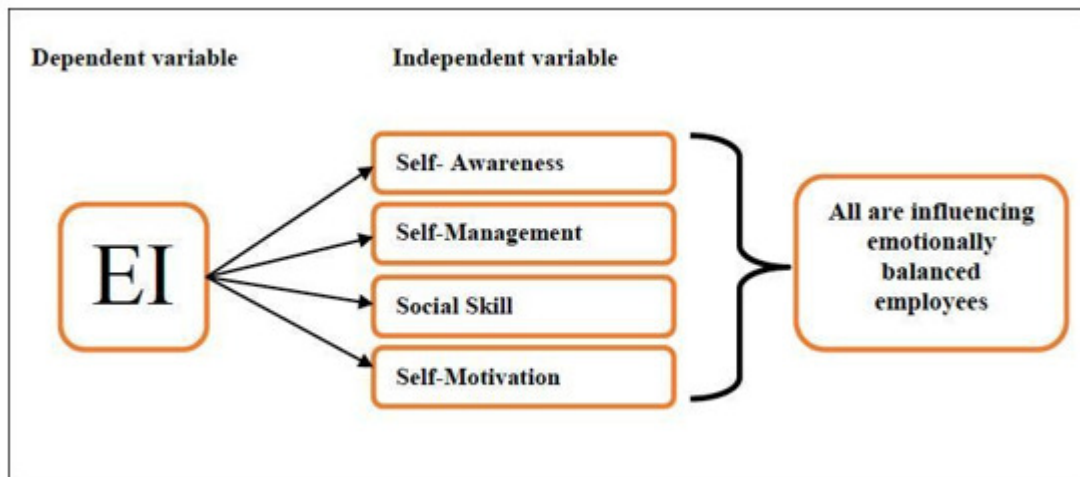 Dependent variable
Independent variable
EI
Self- Awareness
Self-Management
Social Skill
Self-Motivation
All are influencing
emotionally
balanced
employees